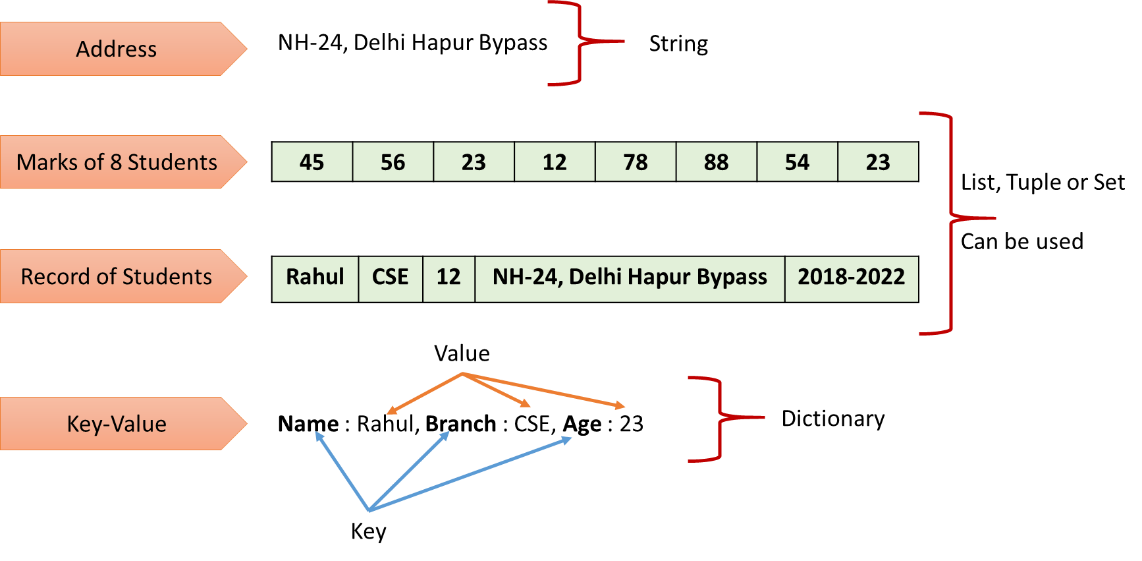 Address
NH-24, Delhi Hapur Bypass
String
Marks of 8 Students
45 56 23 12 78 88 54 23
List, Tuple or Set
Can be used
Record of Students
Rahul CSE 12 NH-24, Delhi Hapur Bypass 2018-2022
Value
Key-Value
Name : Rahul, Branch : CSE, Age : 23
Dictionary
Key